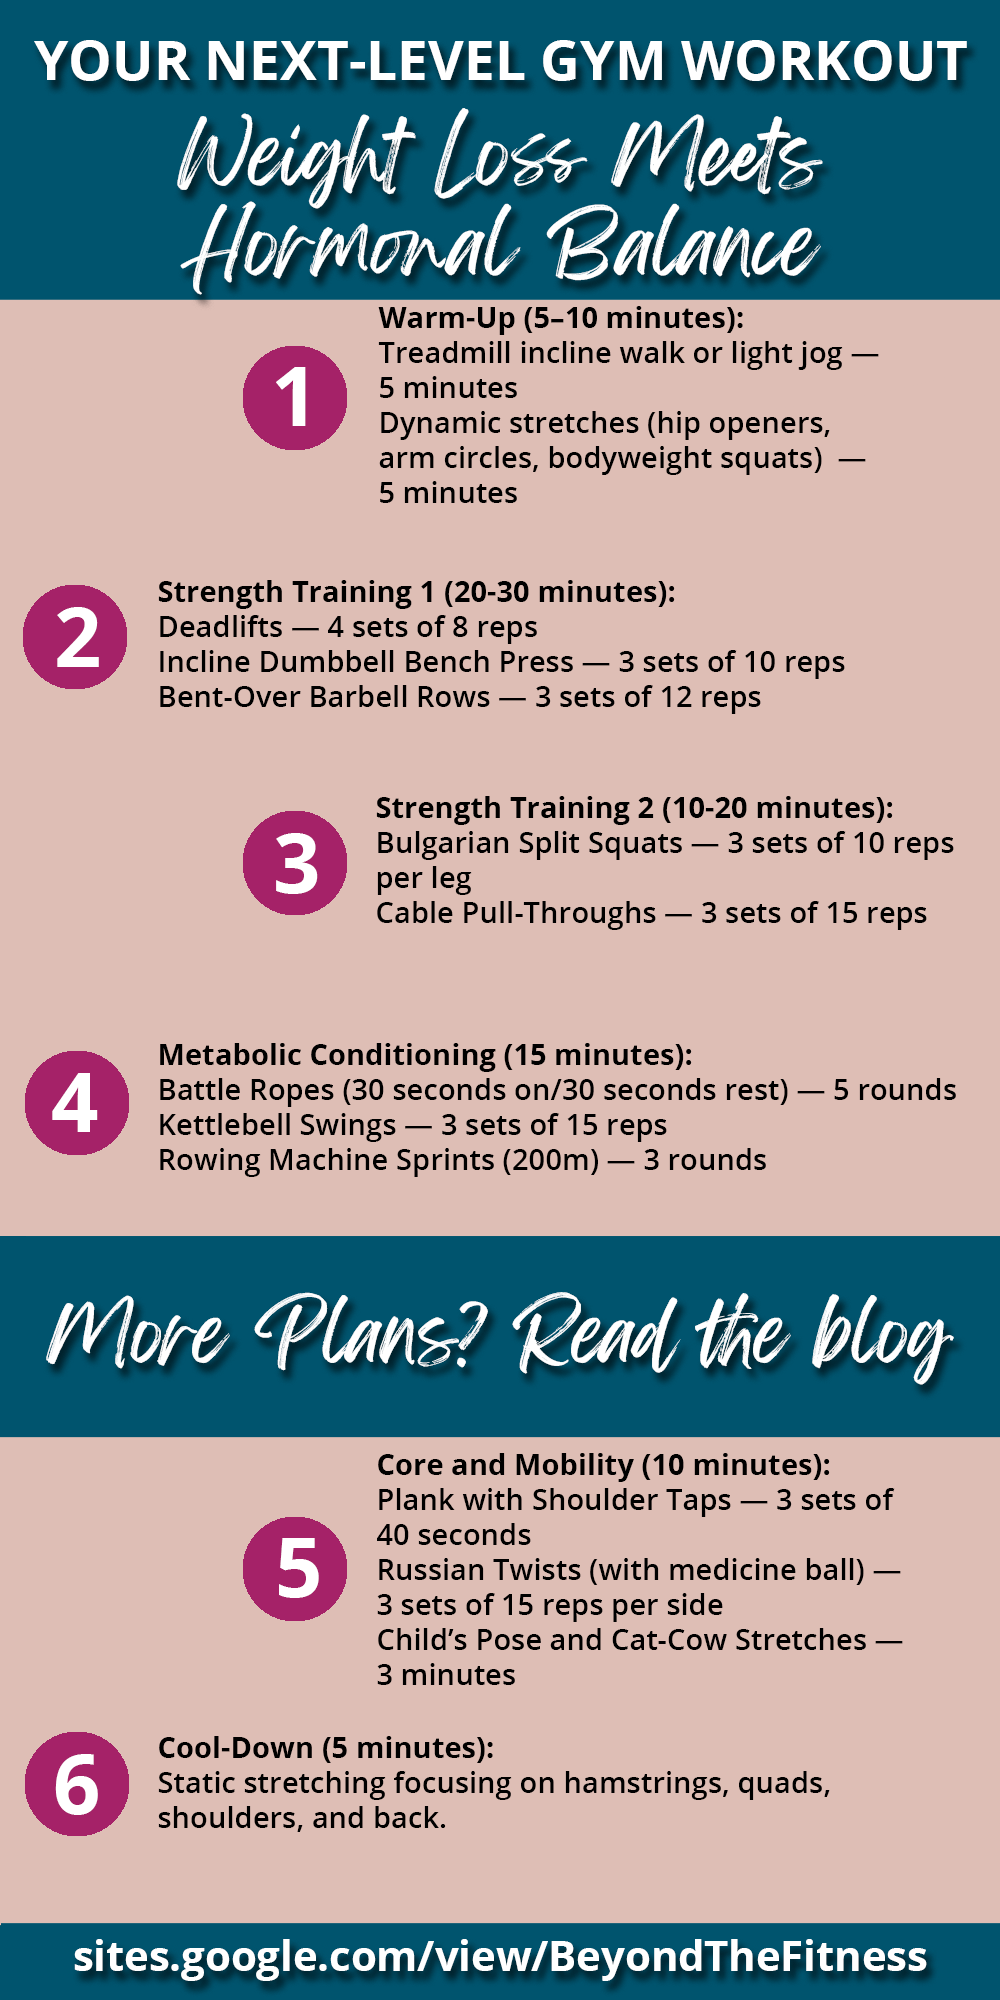 YOUR NEXT-LEVEL GYM WORKOUT
Weight Loss Meets
Hormonal Balance
1
Warm-Up (5–10 minutes):
Treadmill incline walk or light jog —
5 minutes
Dynamic stretches (hip openers,
arm circles, bodyweight squats)  —
5 minutes
2
Strength Training 1 (20-30 minutes):
Deadlifts — 4 sets of 8 reps
Incline Dumbbell Bench Press — 3 sets of 10 reps
Bent-Over Barbell Rows — 3 sets of 12 reps
3
Strength Training 2 (10-20 minutes):
Bulgarian Split Squats — 3 sets of 10 reps
per leg
Cable Pull-Throughs — 3 sets of 15 reps
4
Metabolic Conditioning (15 minutes):
Battle Ropes (30 seconds on/30 seconds rest) — 5 rounds
Kettlebell Swings — 3 sets of 15 reps
Rowing Machine Sprints (200m) — 3 rounds
More Plans? Read the blog
5
Core and Mobility (10 minutes):
Plank with Shoulder Taps — 3 sets of
40 seconds
Russian Twists (with medicine ball) —
3 sets of 15 reps per side
Child’s Pose and Cat-Cow Stretches —
3 minutes
6
Cool-Down (5 minutes):
Static stretching focusing on hamstrings, quads,
shoulders, and back.
sites.google.com/view/BeyondTheFitness